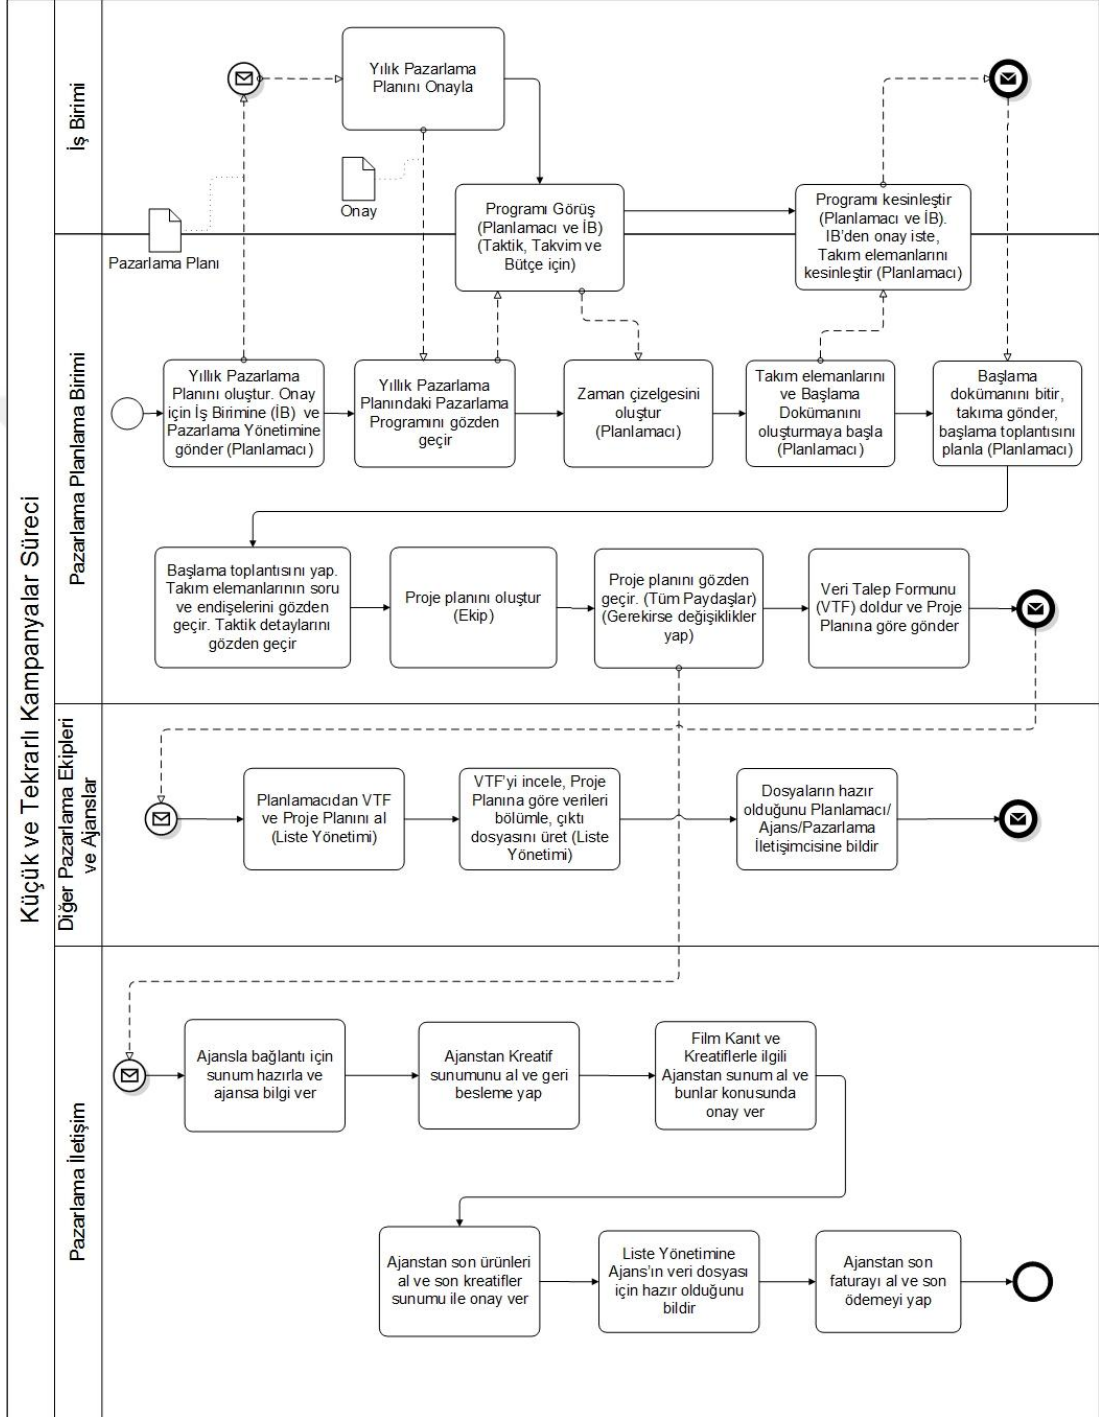 Küçük ve Tekrarlı Kampanyalar Süreci
İş Birimi
Yılık Pazarlama
Planını Onayla
Onay
Pazarlama Planı
Programı Görüş
(Planlamacı ve İB)
(Taktik, Takvim ve
Bütçe için)
Programı kesinleştir
(Planlamacı ve İB).
IB'den onay iste,
Takım elemanlarını
kesinleştir (Planlamacı)
Pazarlama Planlama Birimi
Yıllık Pazarlama
Planını oluştur. Onay
için İş Birimine (İB) ve
Pazarlama Yönetimine
gönder (Planlamacı)
Yıllık Pazarlama
Planındaki Pazarlama
Programını gözden
geçir
Zaman çizelgesini
oluştur
(Planlamacı)
Takım elemanlarını
ve Başlama
Dokümanını
oluşturmaya başla
(Planlamacı)
Başlama
dokümanını bitir,
takıma gönder,
başlama toplantısını
planla (Planlamacı)
Başlama toplantısını yap.
Takım elemanlarının soru
ve endişelerini gözden
geçir. Taktik detaylarını
gözden geçir
Proje planını oluştur
(Ekip)
Proje planını gözden
geçir. (Tüm Paydaşlar)
(Gerekirse değişiklikler
yap)
Veri Talep Formunu
(VTF) doldur ve Proje
Planına göre gönder
Diğer Pazarlama Ekipleri
ve Ajanslar
Planlamacıdan VTF
ve Proje Planını al
(Liste Yönetimi)
VTF'yi incele, Proje
Planına göre verileri
bölümle, çıktı
dosyasını üret (Liste
Yönetimi)
Dosyaların hazır
olduğunu Planlamacı/
Ajans/Pazarlama
İletişimcisine bildir
Pazarlama İletişim
Ajansla bağlantı için
sunum hazırla ve
ajansa bilgi ver
Ajanstan Kreatif
sunumunu al ve geri
besleme yap
Film Kanıt ve
Kreatiflerle ilgili
Ajanstan sunum al ve
bunlar konusunda
onay ver
Ajanstan son ürünleri
al ve son kreatifler
sunumu ile onay ver
Liste Yönetimine
Ajans'ın veri dosyası
için hazır olduğunu
bildir
Ajanstan son
faturayı al ve son
ödemeyi yap